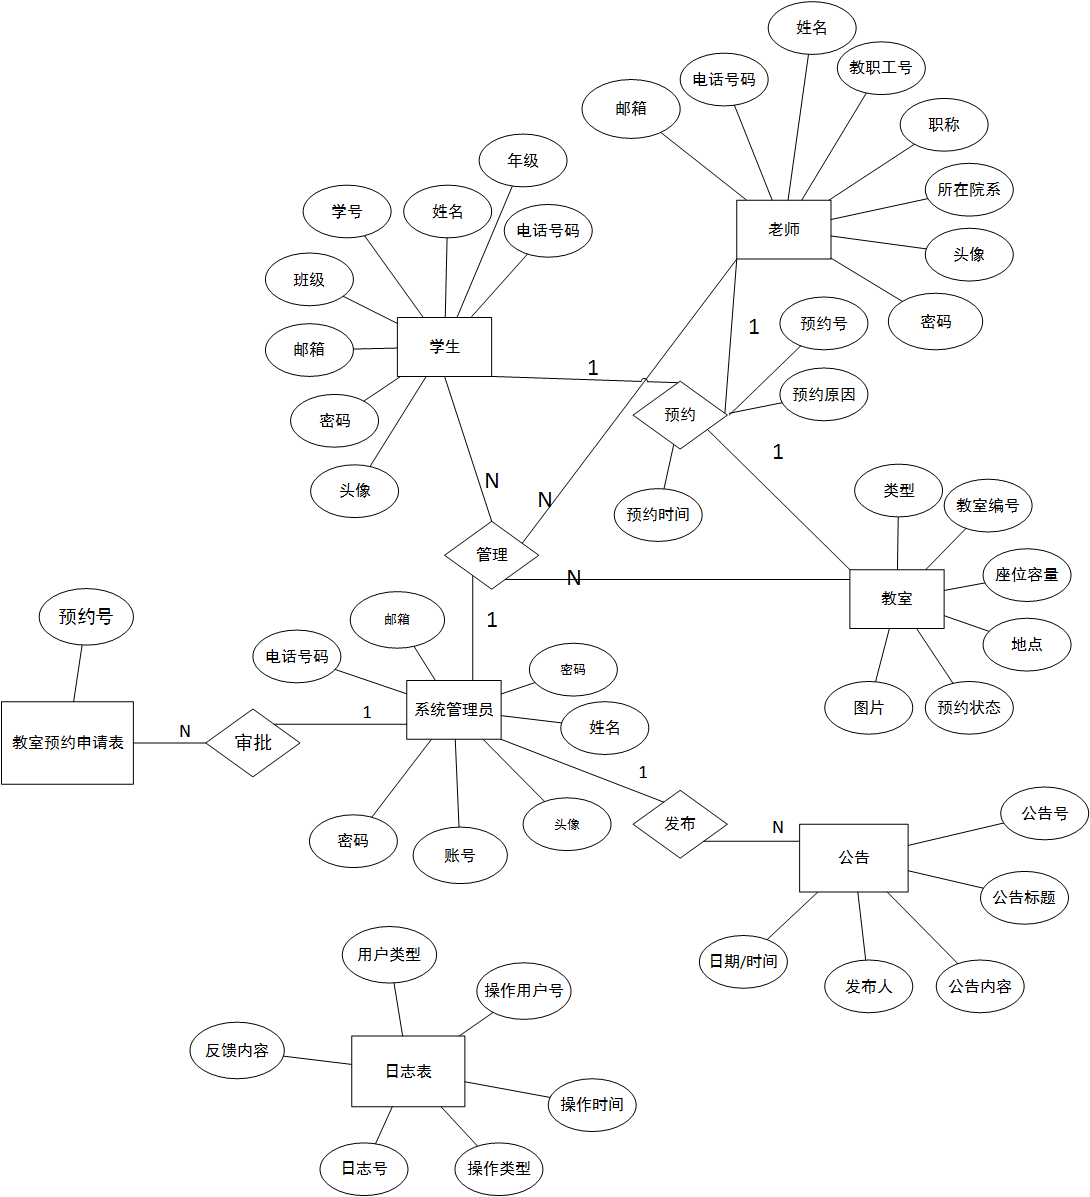 姓名
教职工号
电话号码
邮箱
职称
所在院系
头像
密码
老师
年级
学号
姓名
电话号码
班级
邮箱
密码
头像
学生
1
1
预约号
预约原因
预约
预约时间
1
N
N
管理
N
1
类型
教室编号
座位容量
教室
地点
图片
预约状态
预约号
教室预约申请表
N
审批
1
邮箱
电话号码
密码
系统管理员
姓名
密码
账号
头像
1
发布
N
公告号
公告
公告标题
日期/时间
发布人
公告内容
用户类型
操作用户号
反馈内容
日志表
操作时间
日志号
操作类型